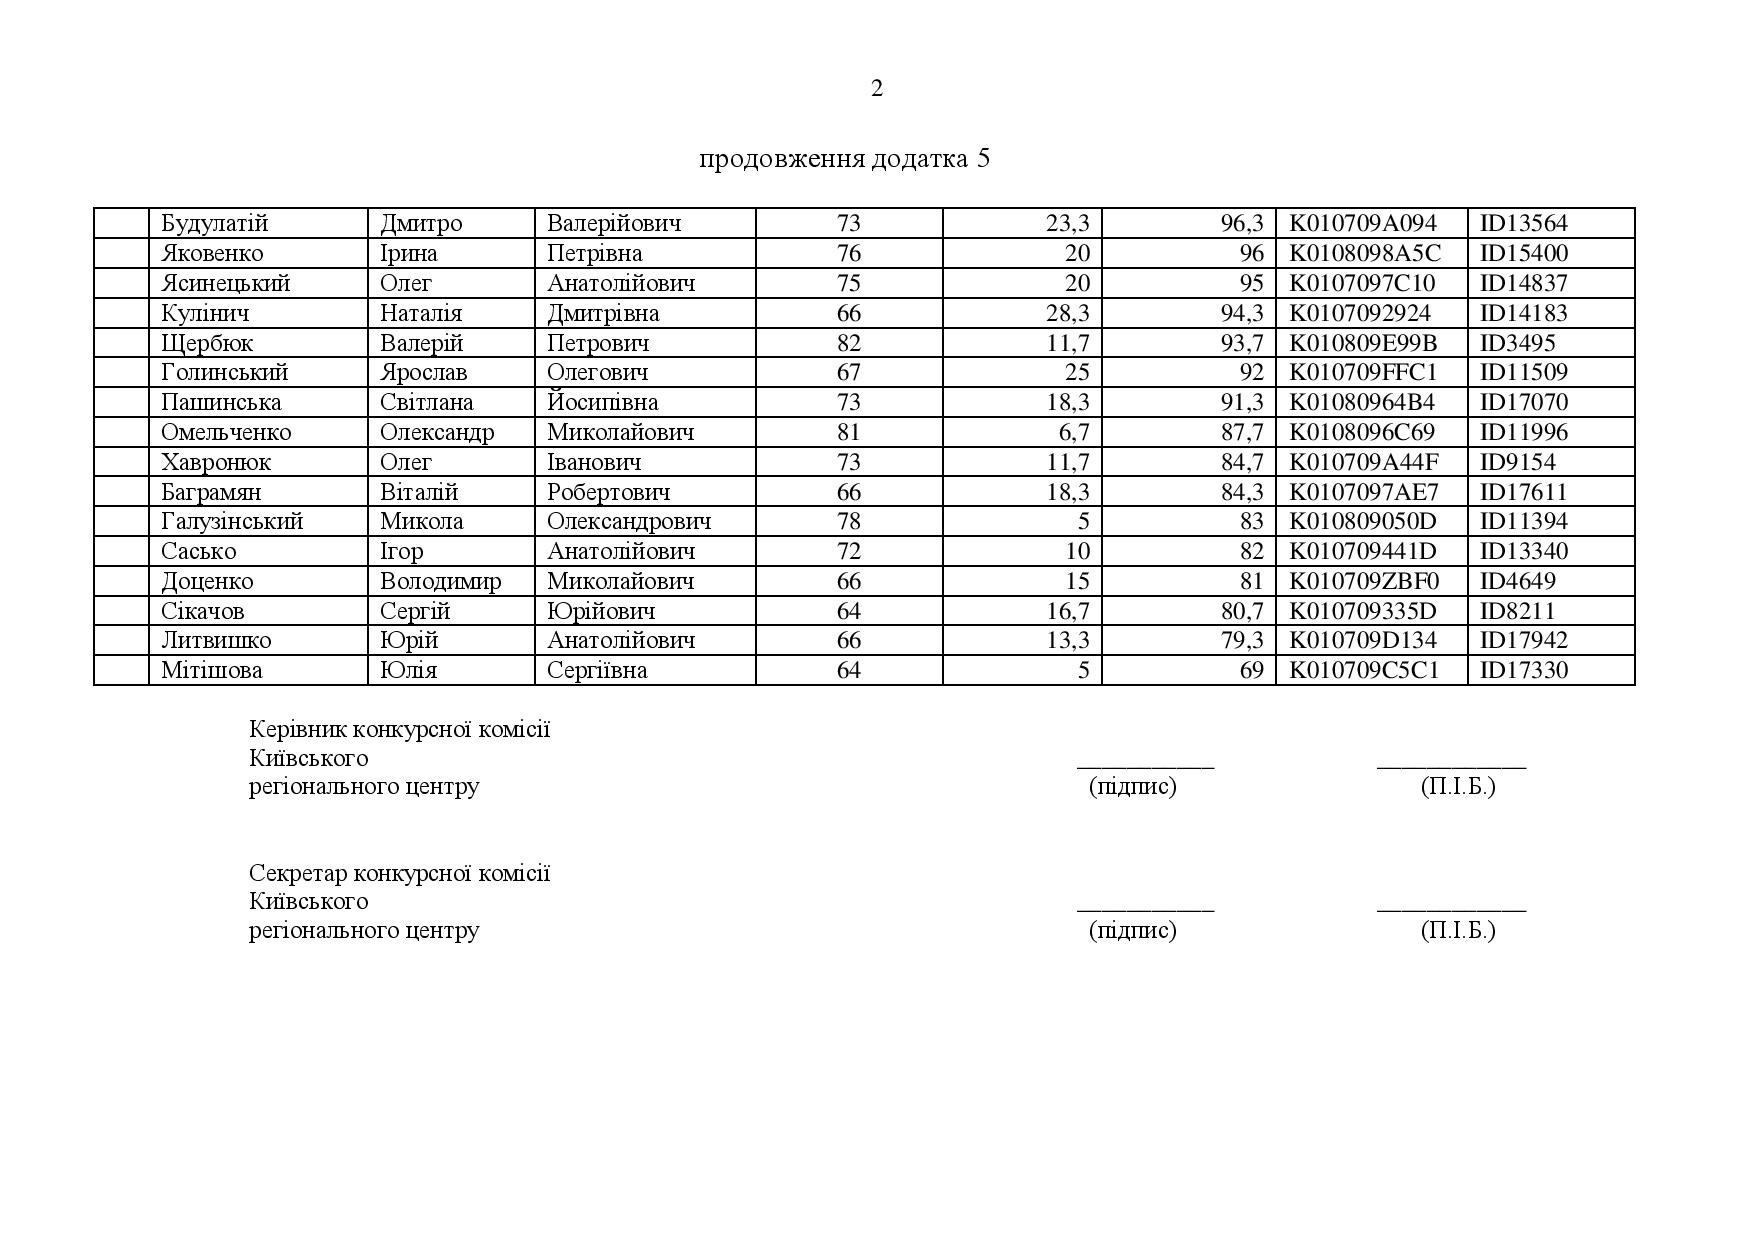 2
продовження додатка 5
Будулатій Дмитро Валерійович 73 23,3 96,3 K010709A094 ID13564
Яковенко Ірина Петрівна 76 20 96 K0108098A5C ID15400
Ясинецький Олег Анатолійович 75 20 95 K0107097C10 ID14837
Кулінич Наталія Дмитрівна 66 28,3 94,3 K0107092924 ID14183
Щербюк Валерій Петрович 82 11,7 93,7 K010809E99B ID3495
Голинський Ярослав Олегович 67 25 92 K010709FFC1 ID11509
Пашинська Світлана Йосипівна 73 18,3 91,3 K01080964B4 ID17070
Омельченко Олександр Миколайович 81 6,7 87,7 K0108096C69 ID11996
Хавронюк Олег Іванович 73 11,7 84,7 K010709A44F ID9154
Баграмян Віталій Робертович 66 18,3 84,3 K0107097AE7 ID17611
Галузінський Микола Олександрович 78 5 83 K010809050D ID11394
Сасько Ігор Анатолійович 72 10 82 K010709441D ID13340
Доценко Володимир Миколайович 66 15 81 K010709ZBF0 ID4649
Сікачов Сергій Юрійович 64 16,7 80,7 K010709335D ID8211
Литвишко Юрій Анатолійович 66 13,3 79,3 K010709D134 ID17942
Мітішова Юлія Сергіївна 64 5 69 K010709C5C1 ID17330
Керівник конкурсної комісії
Київського ___________ ____________
регіонального центру (підпис) (П.І.Б.)
Секретар конкурсної комісії
Київського ___________ ____________
регіонального центру (підпис) (П.І.Б.)